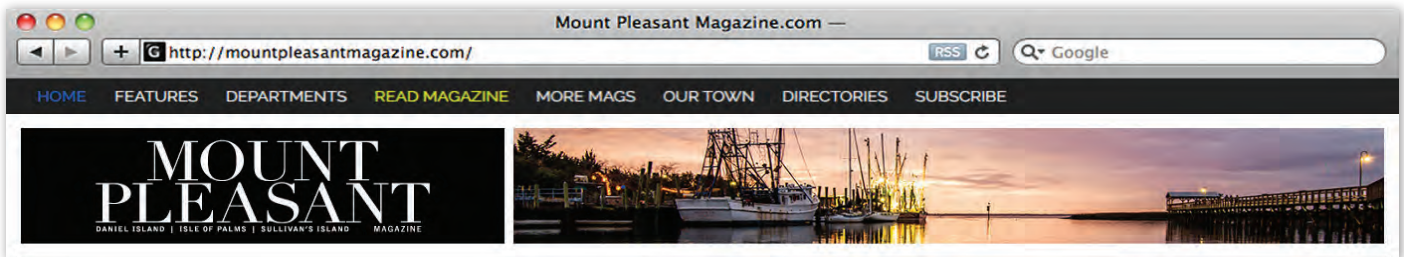 Mount Pleasant Magazine.com —
+ G http://mountpleasantmagazine.com/ RSS Google
HOME FEATURES DEPARTMENTS READ MAGAZINE MORE MAGS OUR TOWN DIRECTORIES SUBSCRIBE
MOUNT
PLEASANT
DANIEL ISLAND | ISLE OF PALMS | SULLIVAN'S ISLAND MAGAZINE